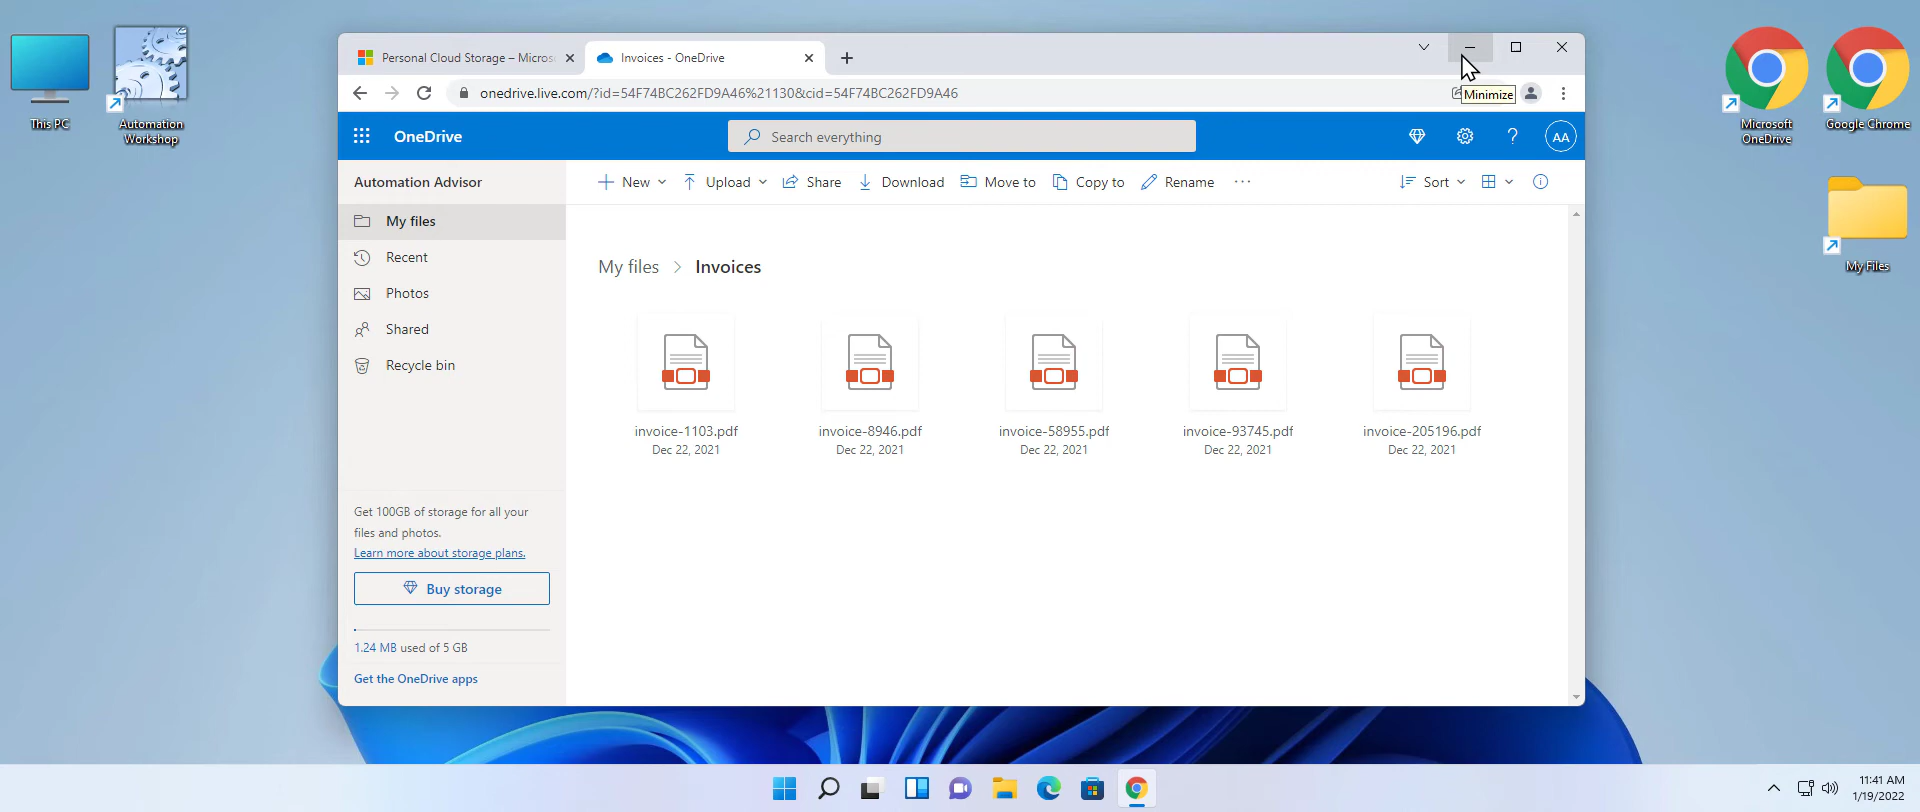 This PC
Automation
Workshop
Personal Cloud Storage – Micros
Invoices - OneDrive
onedrive.live.com/?id=54F74BC262FD9A46%21130&cid=54F74BC262FD9A46
Minimize
OneDrive
Search everything
AA
Automation Advisor
New
Upload
Share
Download
Move to
Copy to
Rename
Sort
My files
Recent
Photos
Shared
Recycle bin
My files > Invoices
invoice-1103.pdf
Dec 22, 2021
invoice-8946.pdf
Dec 22, 2021
invoice-58955.pdf
Dec 22, 2021
invoice-93745.pdf
Dec 22, 2021
invoice-205196.pdf
Dec 22, 2021
Get 100GB of storage for all your
files and photos.
Learn more about storage plans.
Buy storage
1.24 MB used of 5 GB
Get the OneDrive apps
Microsoft
OneDrive
Google Chrome
My Files
11:41 AM
1/19/2022